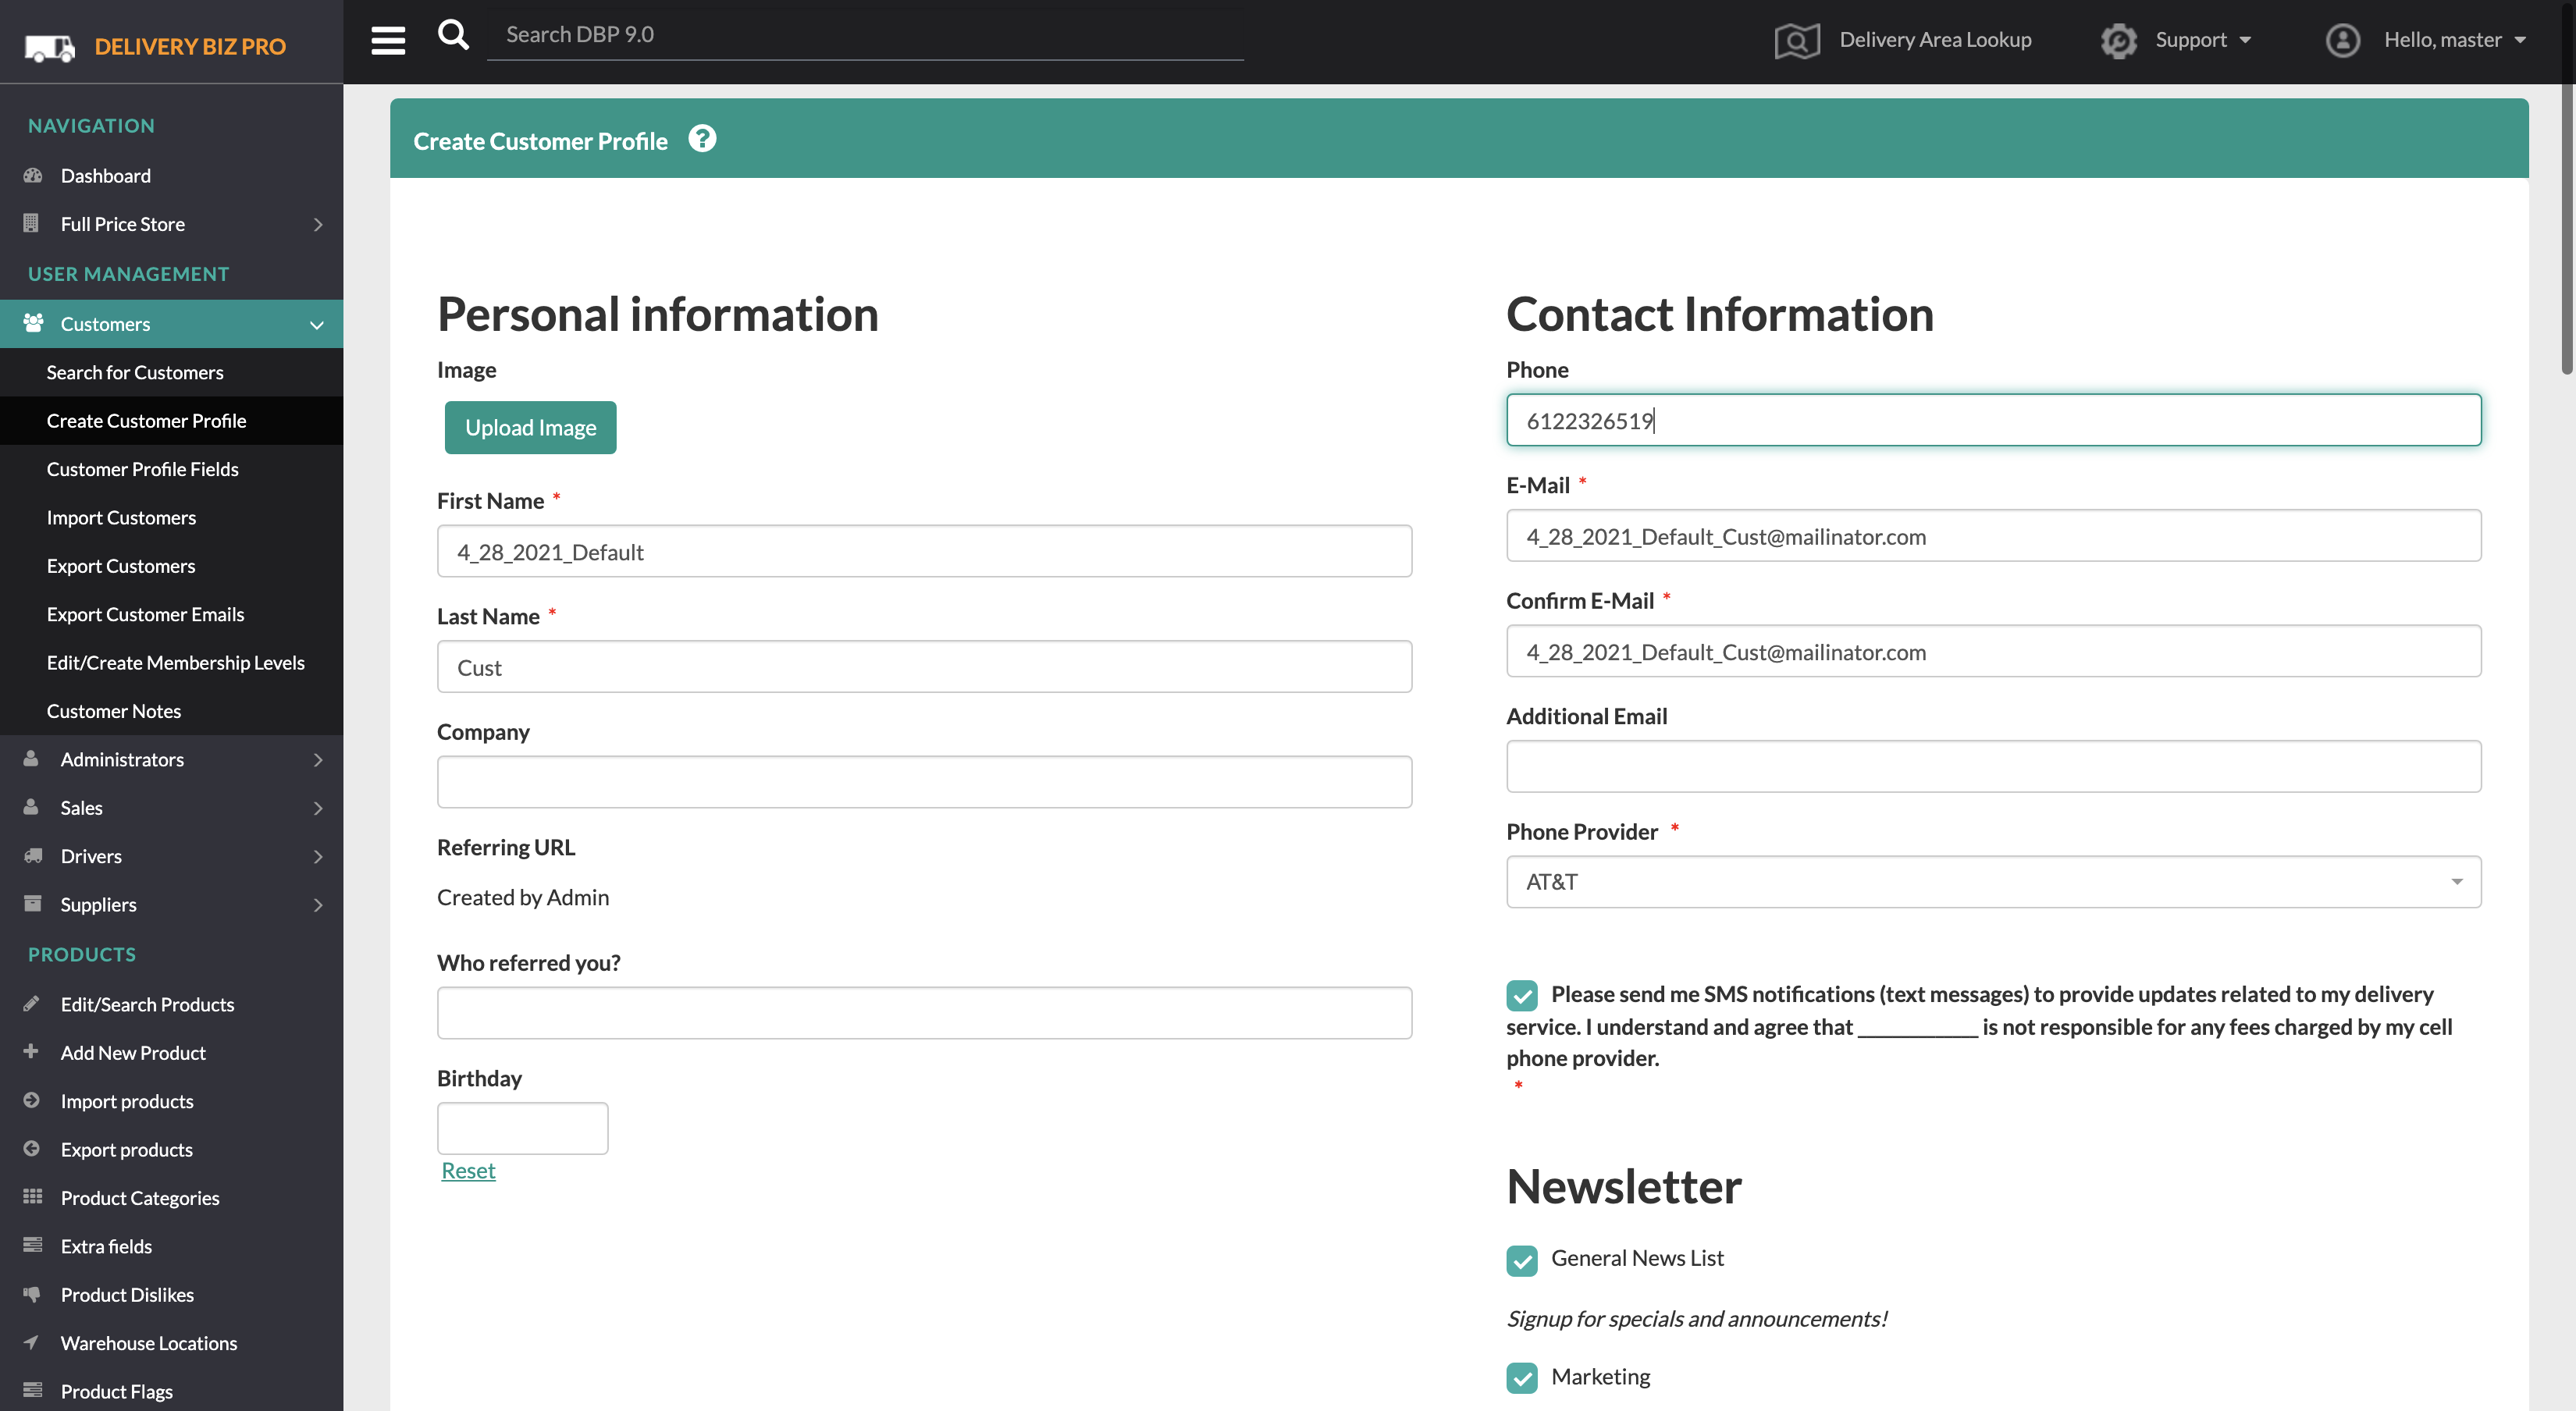 DELIVERY BIZ PRO
Search DBP 9.0
Delivery Area Lookup
Support
Hello, master
NAVIGATION
Dashboard
Full Price Store
USER MANAGEMENT
Customers
Search for Customers
Create Customer Profile
Customer Profile Fields
Import Customers
Export Customers
Export Customer Emails
Edit/Create Membership Levels
Customer Notes
Administrators
Sales
Drivers
Suppliers
PRODUCTS
Edit/Search Products
Add New Product
Import products
Export products
Product Categories
Extra fields
Product Dislikes
Warehouse Locations
Product Flags
Create Customer Profile ?
Personal information
Image
Upload Image
First Name *
4_28_2021_Default
Last Name *
Cust
Company
Referring URL
Created by Admin
Who referred you?
Birthday
Reset
Contact Information
Phone
6122326519
E-Mail *
4_28_2021_Default_Cust@mailinator.com
Confirm E-Mail *
4_28_2021_Default_Cust@mailinator.com
Additional Email
Phone Provider *
AT&T
Please send me SMS notifications (text messages) to provide updates related to my delivery
service. I understand and agree that ___________ is not responsible for any fees charged by my cell
phone provider.
*
Newsletter
General News List
Signup for specials and announcements!
Marketing